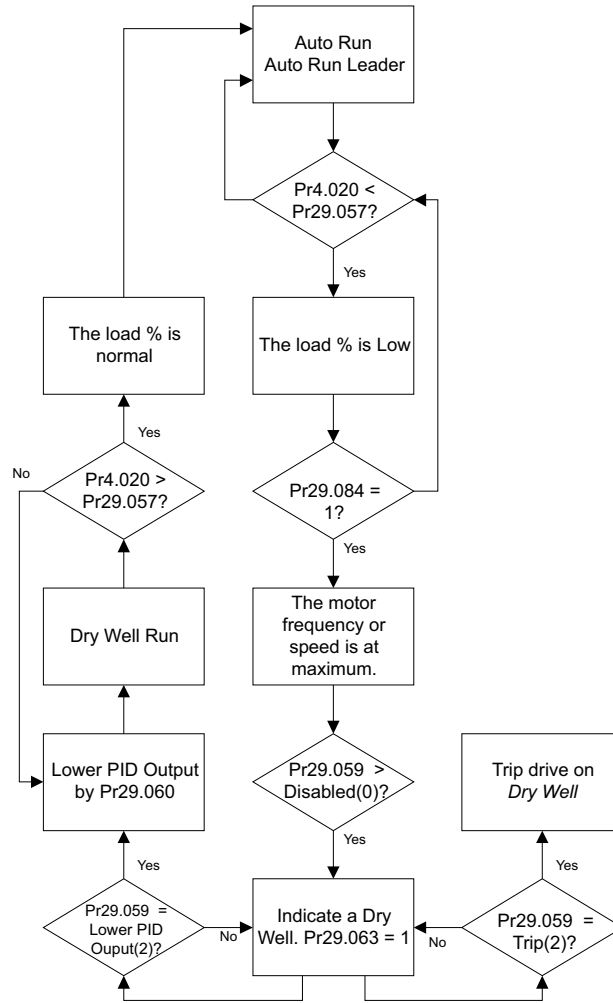 Auto Run
Auto Run Leader
Pr4.020 <
Pr29.057?
Yes
The load % is
normal
The load % is Low
Yes
No
Pr4.020 >
Pr29.057?
Pr29.084 =
1?
Yes
Dry Well Run
The motor
frequency or
speed is at
maximum.
Lower PID Output
by Pr29.060
Pr29.059 >
Disabled(0)?
Trip drive on
Dry Well
Yes
Yes
Yes
Pr29.059 =
Lower PID
Ouput(2)?
No
Indicate a Dry
Well. Pr29.063 = 1
No
Pr29.059 =
Trip(2)?